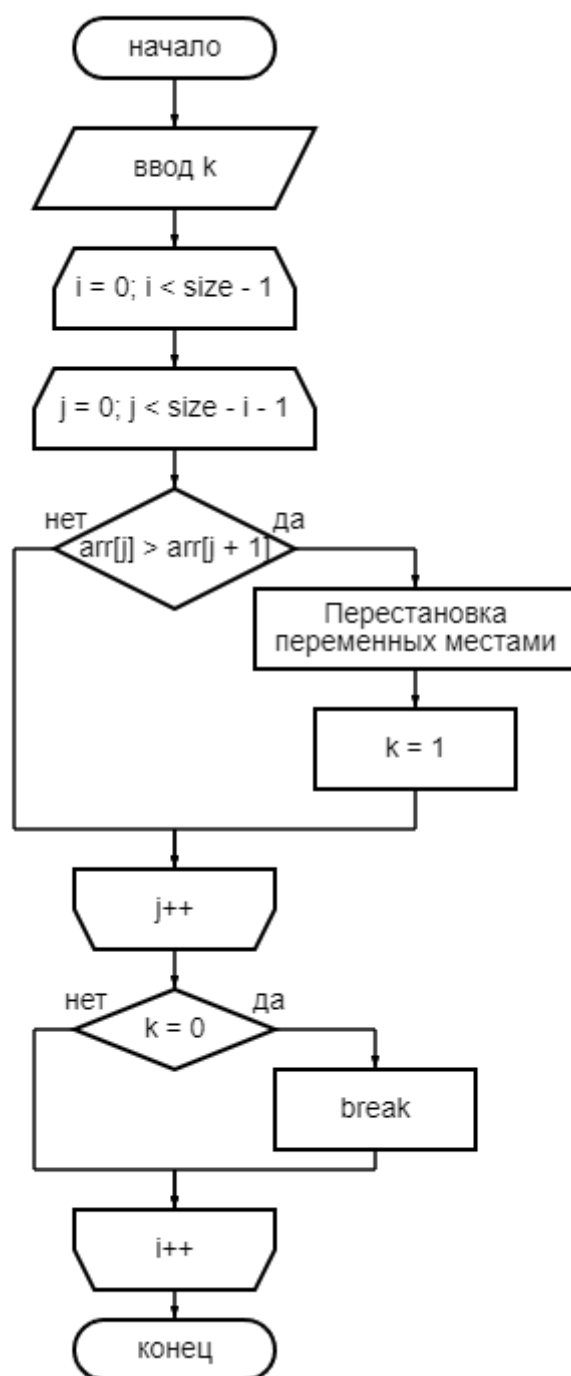 начало
ввод k
i = 0; i < size - 1
j = 0; j < size - i - 1
нет
да
arr[j] > arr[j + 1]
Перестановка
переменных местами
k = 1
j++
нет
да
k = 0
break
i++
конец